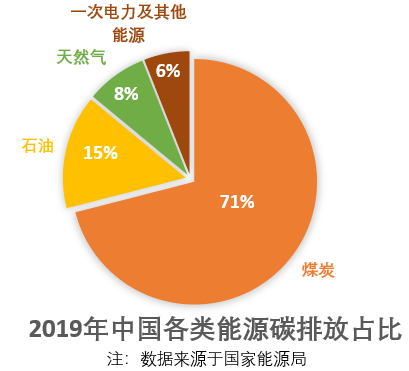 一次电力及其他
能源
天然气
6%
8%
石油
15%
71%
煤炭
2019年中国各类能源碳排放占比
注：数据来源于国家能源局